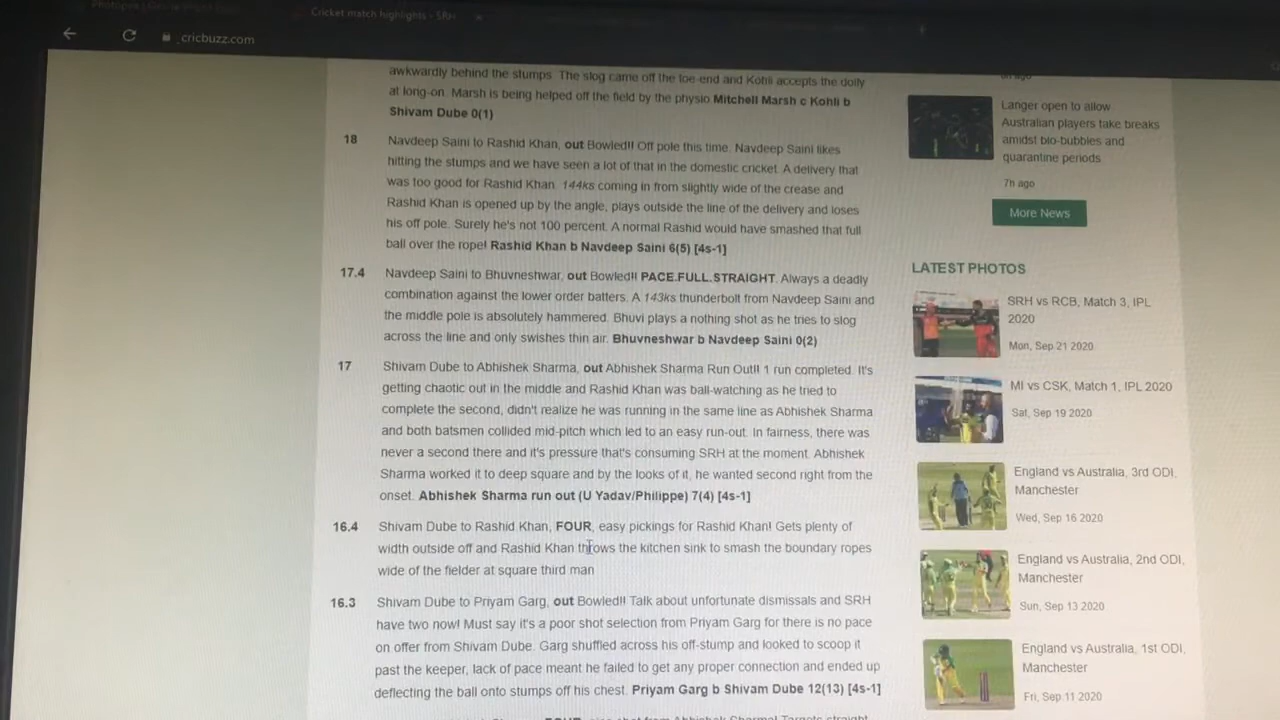 Cricket match highlights - SRH
cricbuzz.com
awkwardly behind the stumps. The slog came off the toe-end and Kohli accepts the dolly
at long-on. Marsh is being helped off the field by the physio Mitchell Marsh c Kohli b
Shivam Dube 0(1)
18 Navdeep Saini to Rashid Khan, out Bowled!! Off pole this time. Navdeep Saini likes
hitting the stumps and we have seen a lot of that in the domestic cricket. A delivery that
was too good for Rashid Khan. 144ks coming in from slightly wide of the crease and
Rashid Khan is opened up by the angle, plays outside the line of the delivery and loses
his off pole. Surely he's not 100 percent. A normal Rashid would have smashed that full
ball over the rope! Rashid Khan b Navdeep Saini 6(5) [4s-1]
17.4 Navdeep Saini to Bhuvneshwar, out Bowled!! PACE.FULL.STRAIGHT. Always a deadly
combination against the lower order batters. A 143ks thunderbolt from Navdeep Saini and
the middle pole is absolutely hammered. Bhuvi plays a nothing shot as he tries to slog
across the line and only swishes thin air. Bhuvneshwar b Navdeep Saini 0(2)
17 Shivam Dube to Abhishek Sharma, out Abhishek Sharma Run Out!! 1 run completed. It's
getting chaotic out in the middle and Rashid Khan was ball-watching as he tried to
complete the second, didn't realize he was running in the same line as Abhishek Sharma
and both batsmen collided mid-pitch which led to an easy run-out. In fairness, there was
never a second there and it's pressure that's consuming SRH at the moment. Abhishek
Sharma worked it to deep square and by the looks of it, he wanted second right from the
onset. Abhishek Sharma run out (U Yadav/Philippe) 7(4) [4s-1]
16.4 Shivam Dube to Rashid Khan, FOUR, easy pickings for Rashid Khan! Gets plenty of
width outside off and Rashid Khan throws the kitchen sink to smash the boundary ropes
wide of the fielder at square third man
16.3 Shivam Dube to Priyam Garg, out Bowled!! Talk about unfortunate dismissals and SRH
have two now! Must say it's a poor shot selection from Priyam Garg for there is no pace
on offer from Shivam Dube. Garg shuffled across his off-stump and looked to scoop it
past the keeper, lack of pace meant he failed to get any proper connection and ended up
deflecting the ball onto stumps off his chest. Priyam Garg b Shivam Dube 12(13) [4s-1]
Langer open to allow
Australian players take breaks
amidst bio-bubbles and
quarantine periods
7h ago
More News
LATEST PHOTOS
SRH vs RCB, Match 3, IPL
2020
Mon, Sep 21 2020
MI vs CSK, Match 1, IPL 2020
Sat, Sep 19 2020
England vs Australia, 3rd ODI,
Manchester
Wed, Sep 16 2020
England vs Australia, 2nd ODI,
Manchester
Sun, Sep 13 2020
England vs Australia, 1st ODI,
Manchester
Fri, Sep 11 2020